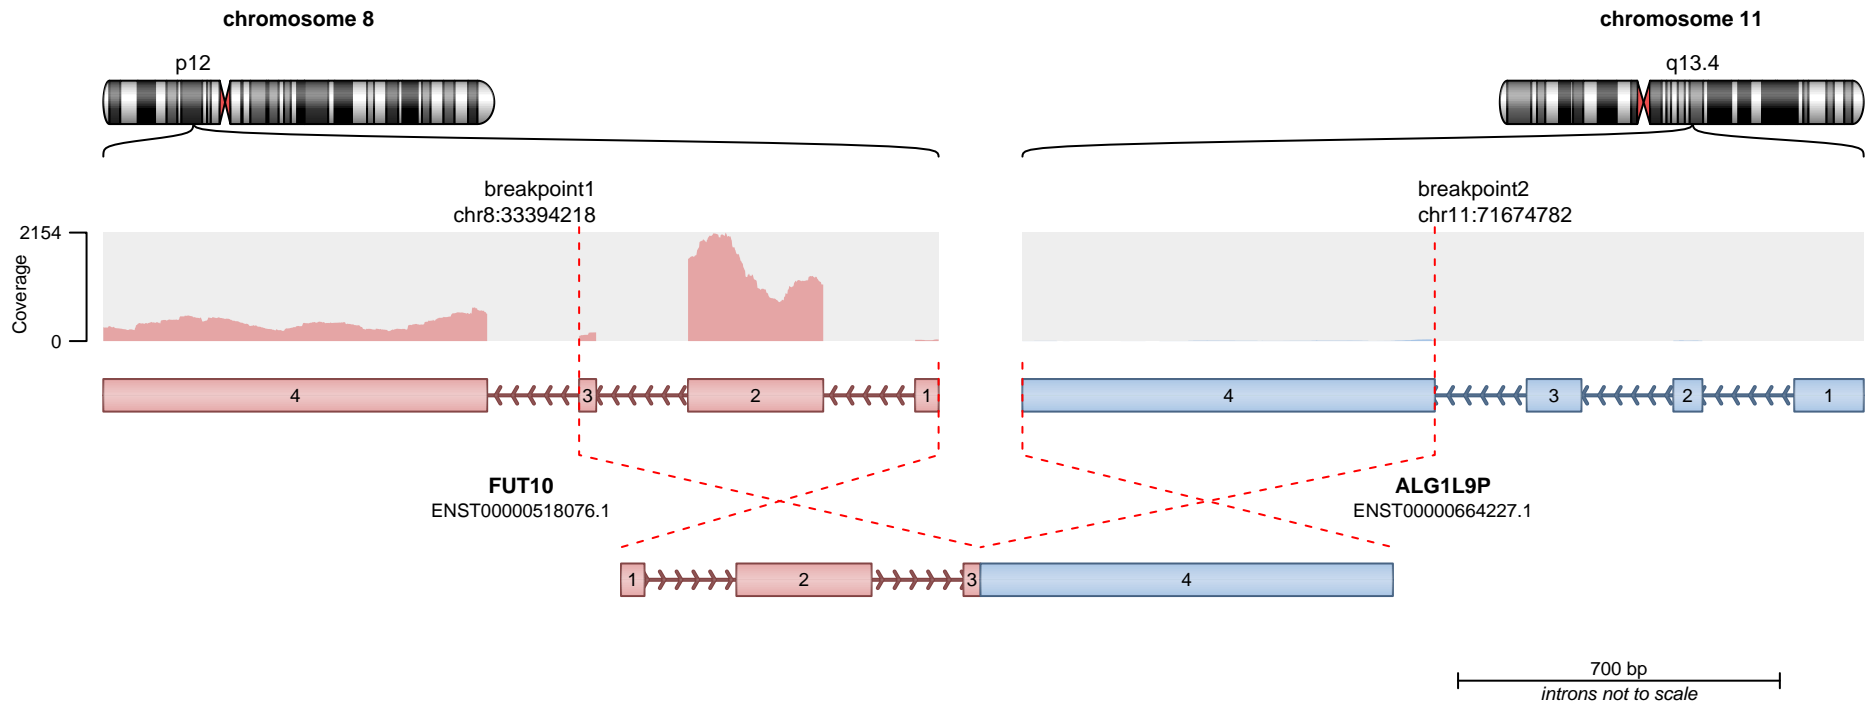 chromosome 8
chromosome 11
p12
q13.4
breakpoint1
chr8:33394218
breakpoint2
chr11:71674782
2154
Coverage
0
4
3
2
1
4
3
2
1
FUT10
ENST00000518076.1
ALG1L9P
ENST00000664227.1
1
2
3
4
700 bp
introns not to scale